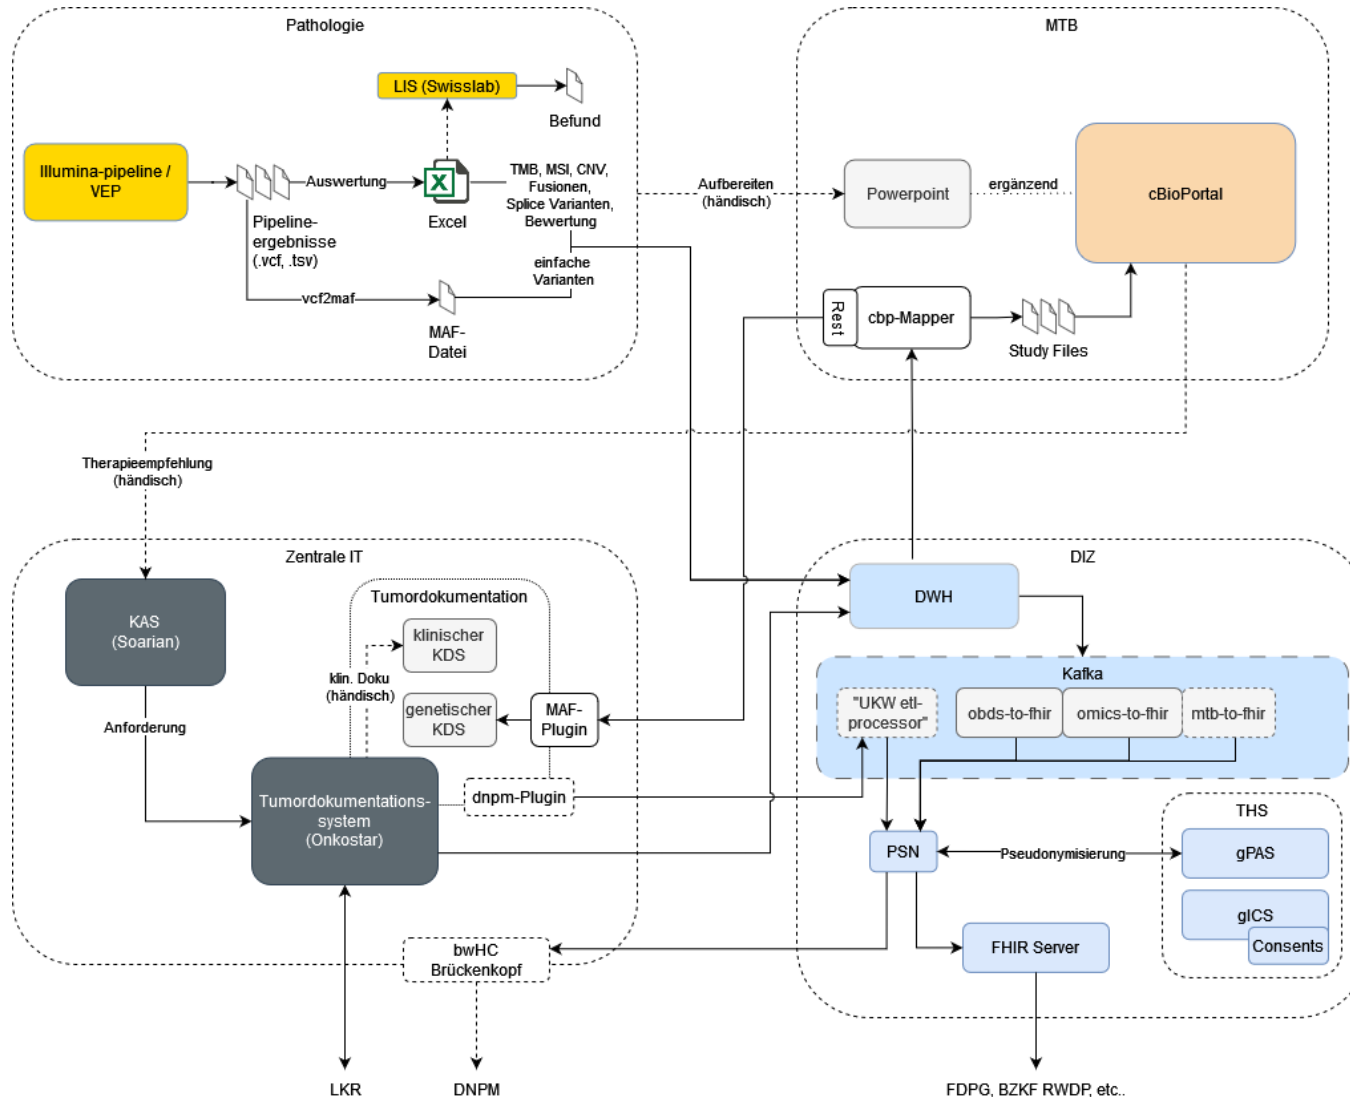 Pathologie
LIS (Swisslab)
Befund
Illumina-pipeline /
VEP
Auswertung
Excel
TMB, MSI, CNV,
Fusionen,
Splice Varianten,
Bewertung
Pipeline-
ergebnisse
(.vcf, .tsv)
einfache
Varianten
vcf2maf
MAF-
Datei
MTB
Aufbereiten
(händisch)
Powerpoint
ergänzend
cBioPortal
Rest
cbp-Mapper
Study Files
Therapieempfehlung
(händisch)
Zentrale IT
KAS
(Soarian)
Anforderung
Tumordokumentation
klinischer
KDS
klin. Doku
(händisch)
genetischer
KDS
MAF-
Plugin
dnpm-Plugin
Tumordokumentations-
system
(Onkostar)
bwHC
Brückenkopf
LKR
DNPM
DIZ
DWH
Kafka
"UKW etl-
processor"
obds-to-fhir
omics-to-fhir
mtb-to-fhir
PSN
Pseudonymisierung
THS
gPAS
gICS
Consents
FHIR Server
FDPG, BZKF RWDP, etc..